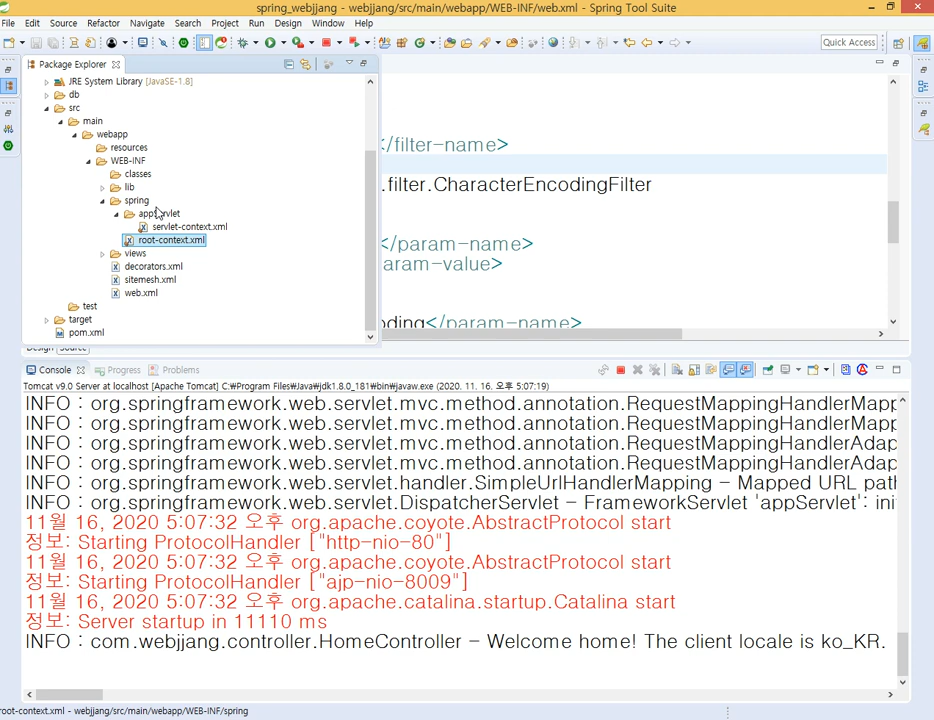 spring_webjjang - webjjang/src/main/webapp/WEB-INF/web.xml - Spring Tool Suite
File Edit Source Refactor Navigate Search Project Run Design Window Help
Quick Access
Package Explorer
JRE System Library [JavaSE-1.8]
db
src
main
webapp
resources
WEB-INF
classes
lib
spring
servlet-context.xml
root-context.xml
views
decorators.xml
sitemesh.xml
web.xml
test
target
pom.xml
</filter-name>
.filter.CharacterEncodingFilter
</param-name>
aram-value>
oding</param-name>
Design Source
Console Progress Problems
Tomcat v9.0 Server at localhost [Apache Tomcat] C:₩Program Files₩Java₩jdk1.8.0_181₩bin₩javaw.exe (2020. 11. 16. 오후 5:07:19)
INFO : org.springframework.web.servlet.mvc.method.annotation.RequestMappingHandlerMapp
INFO : org.springframework.web.servlet.mvc.method.annotation.RequestMappingHandlerMapp
INFO : org.springframework.web.servlet.mvc.method.annotation.RequestMappingHandlerAdap
INFO : org.springframework.web.servlet.mvc.method.annotation.RequestMappingHandlerAdap
INFO : org.springframework.web.servlet.handler.SimpleUrlHandlerMapping - Mapped URL pat
INFO : org.springframework.web.servlet.DispatcherServlet - FrameworkServlet 'appServlet': ini
11월 16, 2020 5:07:32 오후 org.apache.coyote.AbstractProtocol start
정보: Starting ProtocolHandler ["http-nio-80"]
11월 16, 2020 5:07:32 오후 org.apache.coyote.AbstractProtocol start
정보: Starting ProtocolHandler ["ajp-nio-8009"]
11월 16, 2020 5:07:32 오후 org.apache.catalina.startup.Catalina start
정보: Server startup in 11110 ms
INFO : com.webjjang.controller.HomeController - Welcome home! The client locale is ko_KR.
root-context.xml - webjjang/src/main/webapp/WEB-INF/spring